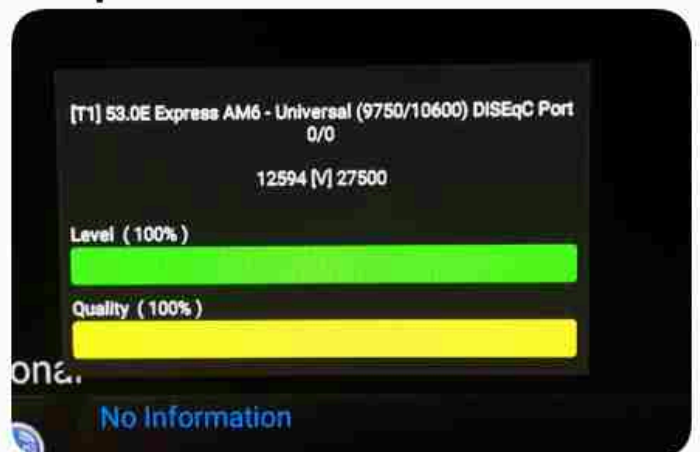 [T1] 53.0E Express AM6 - Universal (9750/10600) DISEqC Port
0/0
12594 [V] 27500
Level ( 100% )
Quality ( 100% )
No Information